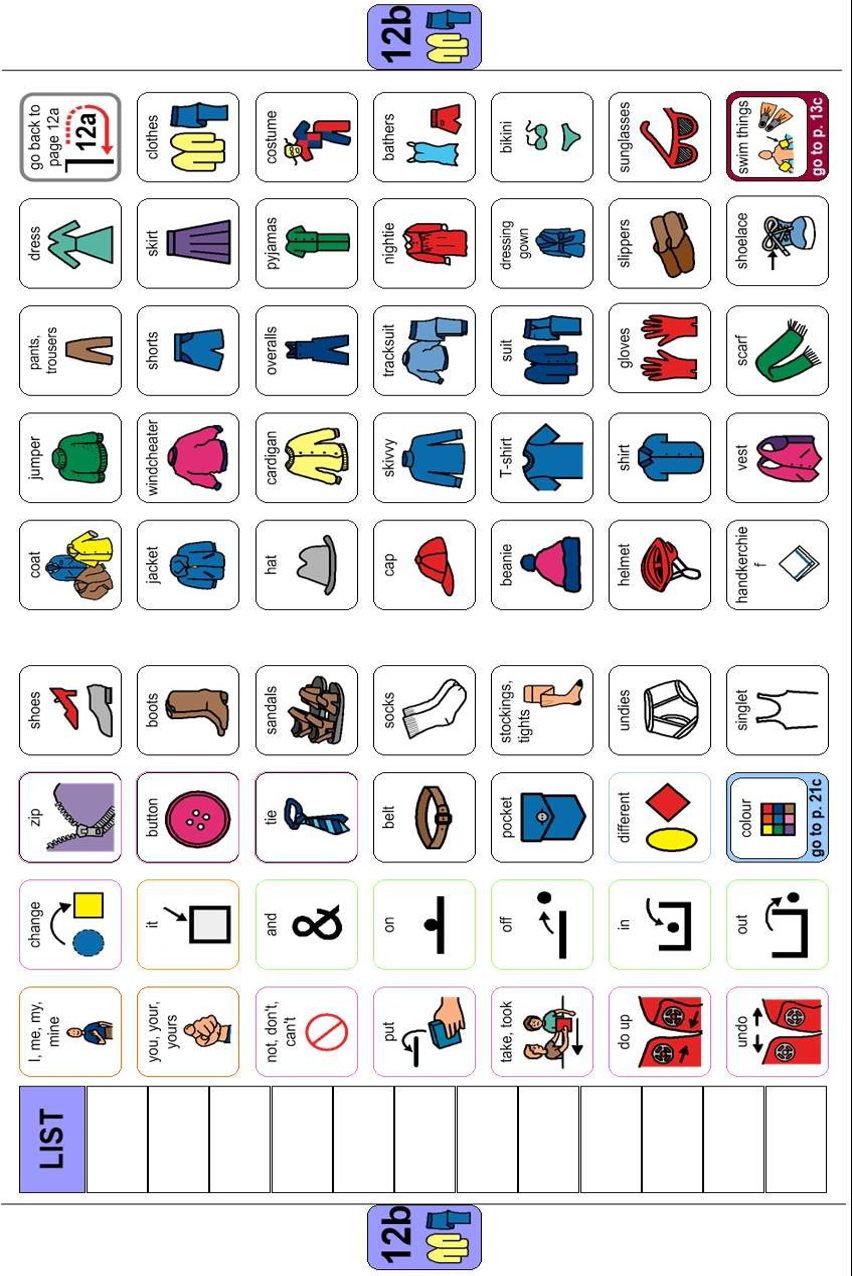 12b
LIST
I, me, my,
mine
change
zip
shoes
coat
jumper
pants,
trousers
dress
go back to
page 12a
12a
you, your,
yours
it
button
boots
jacket
windcheater
shorts
skirt
clothes
not, don't,
can't
and
&
tie
sandals
hat
cardigan
overalls
pyjamas
costume
put
on
belt
socks
cap
skivvy
tracksuit
nightie
bathers
take, took
off
pocket
stockings,
tights
beanie
T-shirt
suit
dressing
gown
bikini
do up
in
different
undies
helmet
shirt
gloves
slippers
sunglasses
undo
out
colour
go to p. 21c
singlet
handkerchie
f
vest
scarf
shoelace
swim things
go to p. 13c
12b